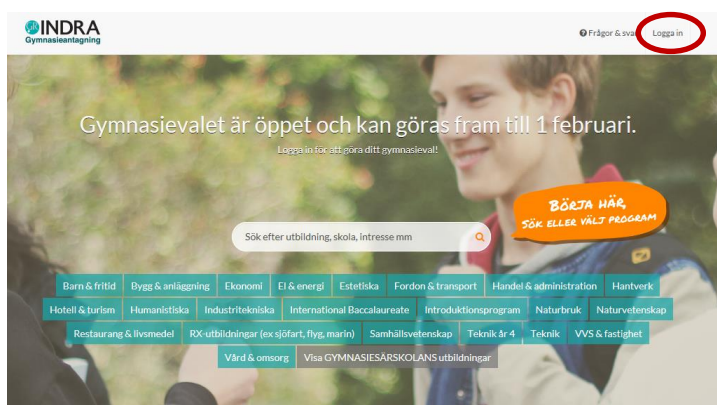 INDRA
Gymnasieantagning
Frågor & svar Logga in
Gymnasievalet är öppet och kan göras fram till 1 februari.
Logga in för att göra ditt gymnasieval!
BÖRJA HÄR,
SÖK ELLER VÄLJ PROGRAM
Sök efter utbildning, skola, intresse mm
Barn & fritid Bygg & anläggning Ekonomi El & energi Estetiska Fordon & transport Handel & administration Hantverk
Hotell & turism Humanistiska Industritekniska International Baccalaureate Introduktionsprogram Naturbruk Naturvetenskap
Restaurang & livsmedel RX-utbildningar (ex sjöfart, flyg, marin) Samhällsvetenskap Teknik år 4 Teknik VVS & fastighet
Vård & omsorg Visa GYMNASIESÄRSKOLANS utbildningar